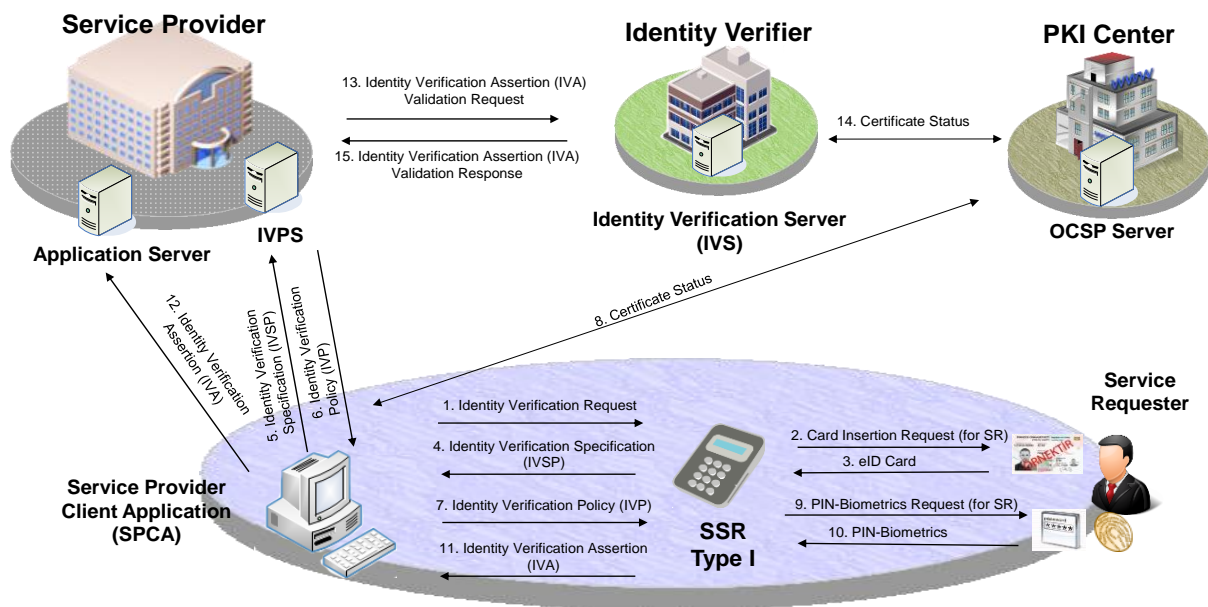 Service Provider
Identity Verifier
PKI Center
WWW
13. Identity Verification Assertion (IVA)
Validation Request
15. Identity Verification Assertion (IVA)
Validation Response
14. Certificate Status
Identity Verification Server
(IVS)
OCSP Server
IVPS
Application Server
12. Identity Verification
Assertion (IVA)
5. Identity Verification
Specification (IVSP)
6. Identity Verification
Policy (IVP)
8. Certificate Status
Service
Requester
1. Identity Verification Request
2. Card Insertion Request (for SR)
ÖRNEKTİR
3. eID Card
4. Identity Verification Specification
(IVSP)
Service Provider
Client Application
(SPCA)
7. Identity Verification Policy (IVP)
9. PIN-Biometrics Request (for SR)
*****
10. PIN-Biometrics
SSR
Type I
11. Identity Verification Assertion
(IVA)